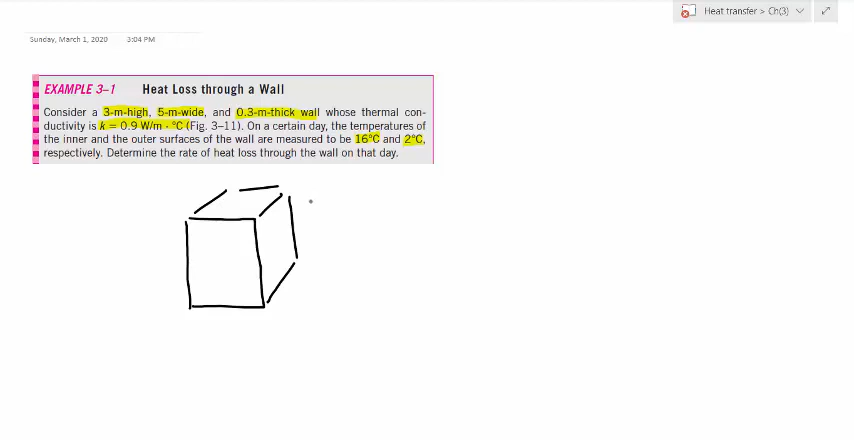 Heat transfer > Ch(3)
Sunday, March 1, 2020 3:04 PM
EXAMPLE 3–1 Heat Loss through a Wall
Consider a 3-m-high, 5-m-wide, and 0.3-m-thick wall whose thermal con-
ductivity is k = 0.9 W/m · °C (Fig. 3–11). On a certain day, the temperatures of
the inner and the outer surfaces of the wall are measured to be 16°C and 2°C,
respectively. Determine the rate of heat loss through the wall on that day.